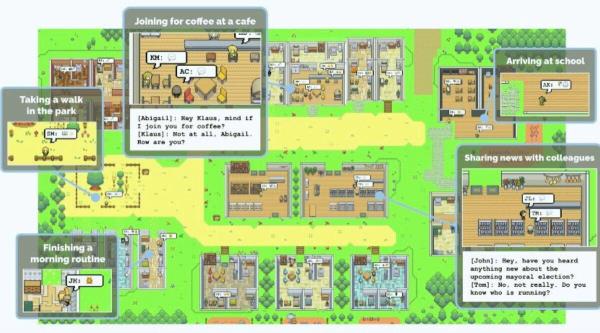 Joining for coffee at a cafe
KM:
AC:
[Abigail]: Hey Klaus, mind if
I join you for coffee?
[Klaus]: Not at all, Abigail.
How are you?
Arriving at school
AK:
Taking a walk
in the park
SM:
Sharing news with colleagues
JL:
TM:
[John]: Hey, have you heard
anything new about the
upcoming mayoral election?
[Tom]: No, not really. Do you
know who is running?
Finishing a
morning routine
JM: